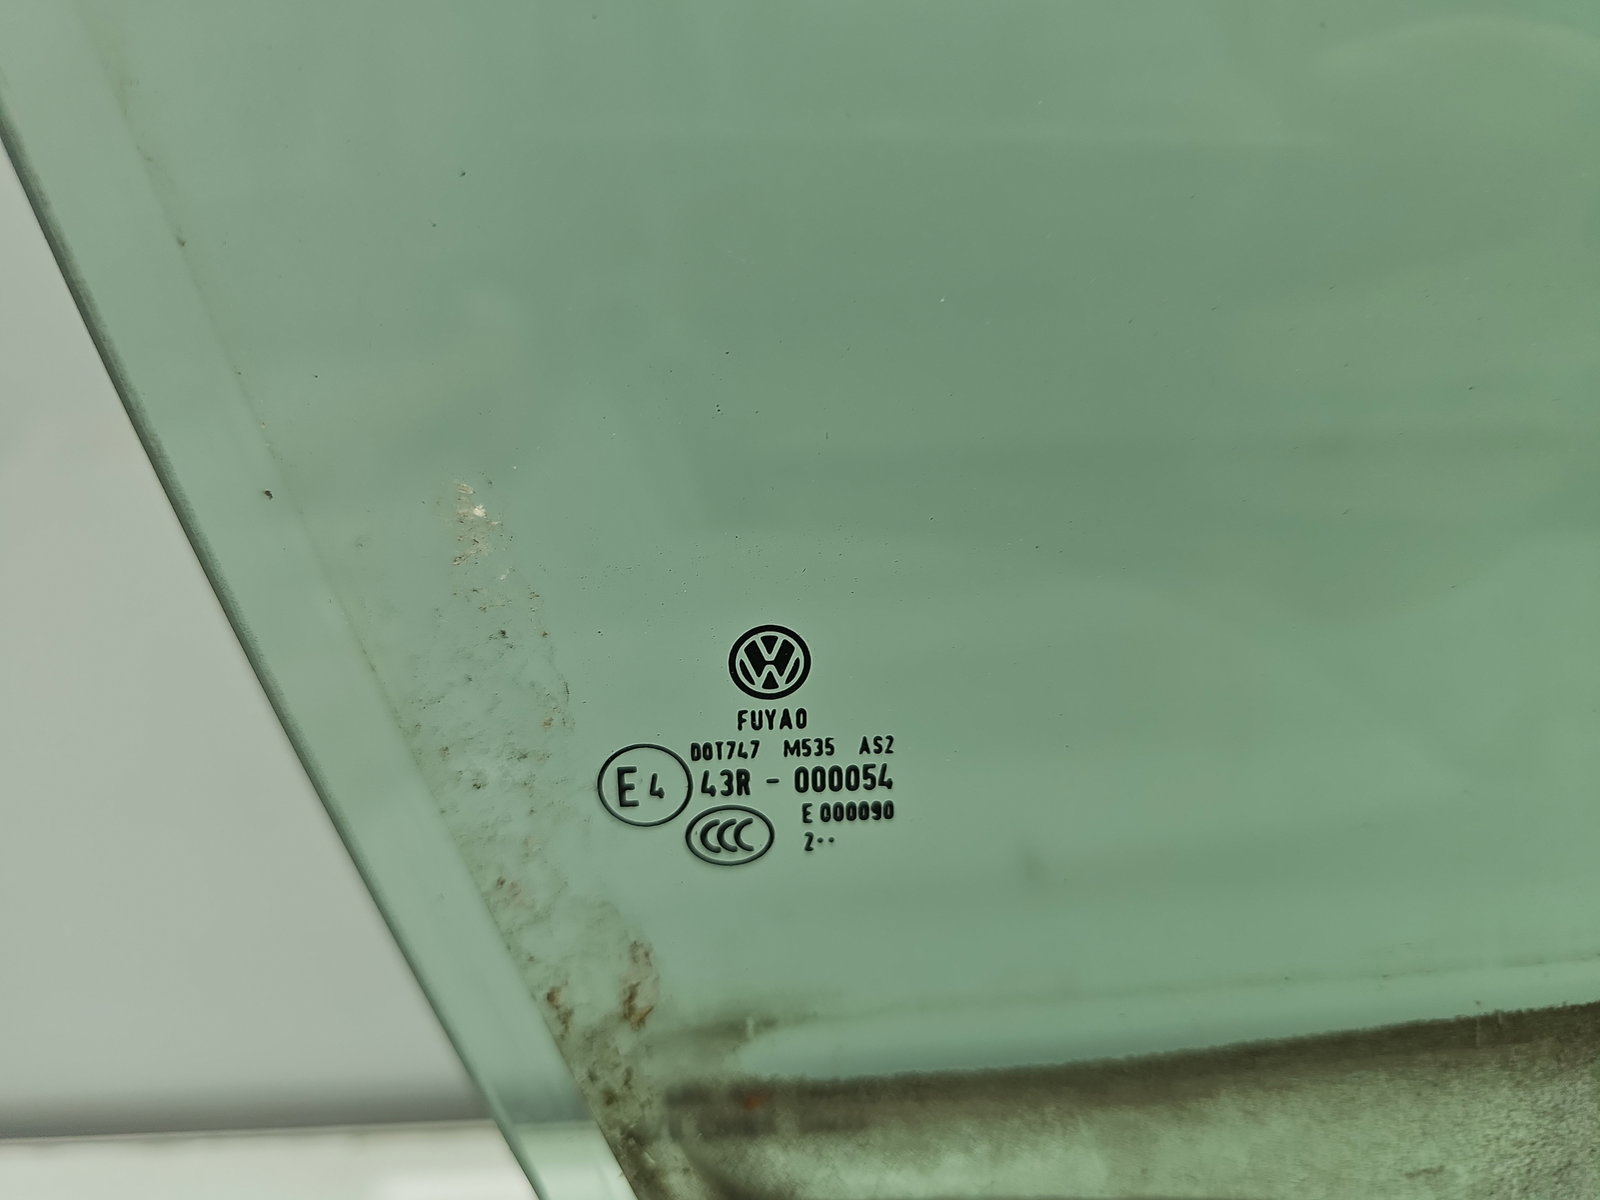 FUYAO
DOT747 M535 AS2
E4 43R - 000054
CCC E 000090
2··